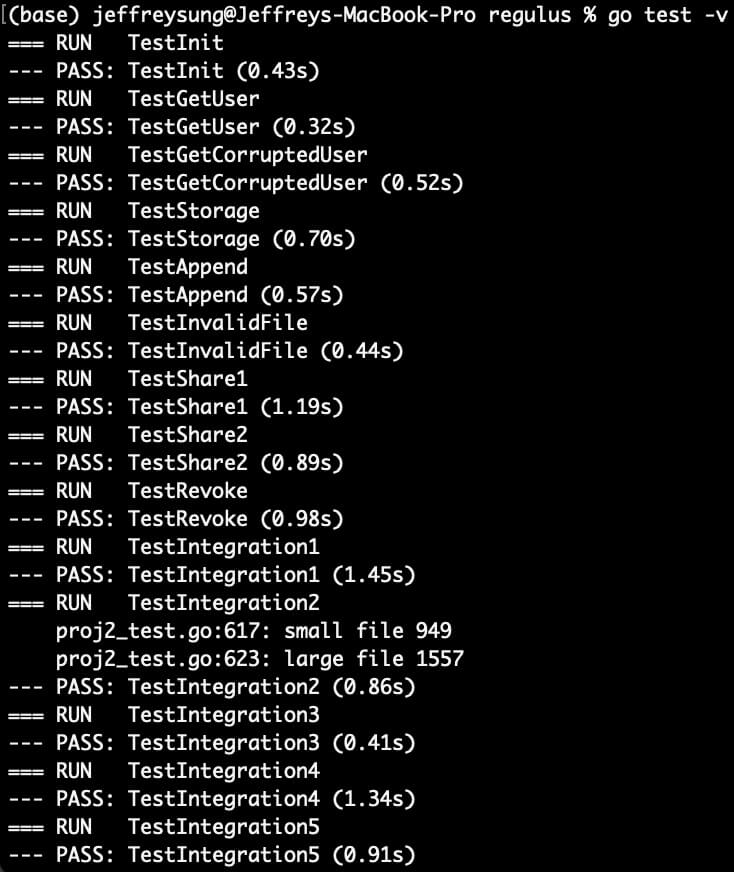 (base) jeffreysung@Jeffreys-MacBook-Pro regulus % go test -v
=== RUN   TestInit
--- PASS: TestInit (0.43s)
=== RUN   TestGetUser
--- PASS: TestGetUser (0.32s)
=== RUN   TestGetCorruptedUser
--- PASS: TestGetCorruptedUser (0.52s)
=== RUN   TestStorage
--- PASS: TestStorage (0.70s)
=== RUN   TestAppend
--- PASS: TestAppend (0.57s)
=== RUN   TestInvalidFile
--- PASS: TestInvalidFile (0.44s)
=== RUN   TestShare1
--- PASS: TestShare1 (1.19s)
=== RUN   TestShare2
--- PASS: TestShare2 (0.89s)
=== RUN   TestRevoke
--- PASS: TestRevoke (0.98s)
=== RUN   TestIntegration1
--- PASS: TestIntegration1 (1.45s)
=== RUN   TestIntegration2
    proj2_test.go:617: small file 949
    proj2_test.go:623: large file 1557
--- PASS: TestIntegration2 (0.86s)
=== RUN   TestIntegration3
--- PASS: TestIntegration3 (0.41s)
=== RUN   TestIntegration4
--- PASS: TestIntegration4 (1.34s)
=== RUN   TestIntegration5
--- PASS: TestIntegration5 (0.91s)